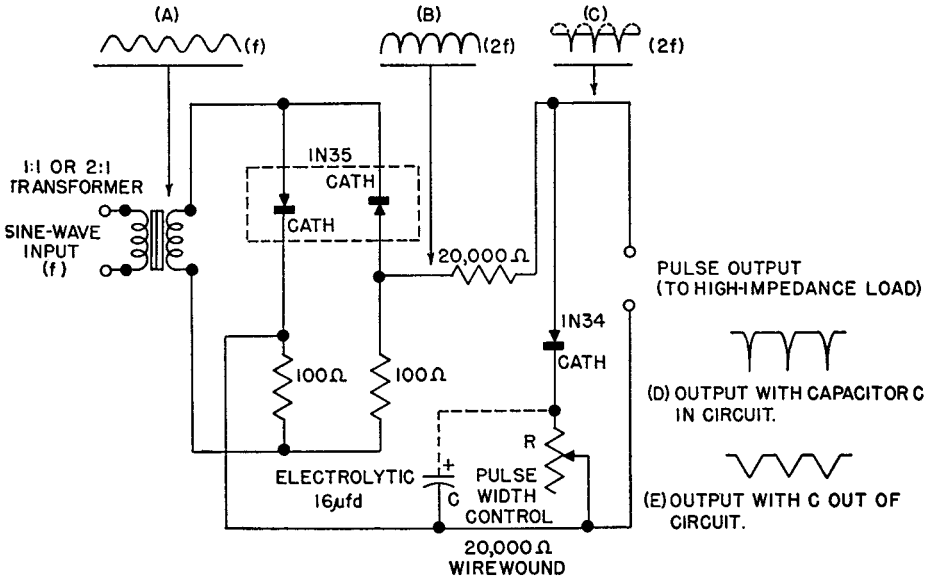 (A)
(B)
(C)
(f)
(2f)
(2f)
1:1 OR 2:1
TRANSFORMER
SINE-WAVE
INPUT
(f)
IN35
CATH
CATH
20,000 Ω
100Ω
100Ω
IN34
CATH
PULSE OUTPUT
(TO HIGH-IMPEDANCE LOAD)
(D) OUTPUT WITH CAPACITOR C
IN CIRCUIT.
(E) OUTPUT WITH C OUT OF
CIRCUIT.
ELECTROLYTIC
16µfd
+
C
R
PULSE
WIDTH
CONTROL
20,000 Ω
WIREWOUND